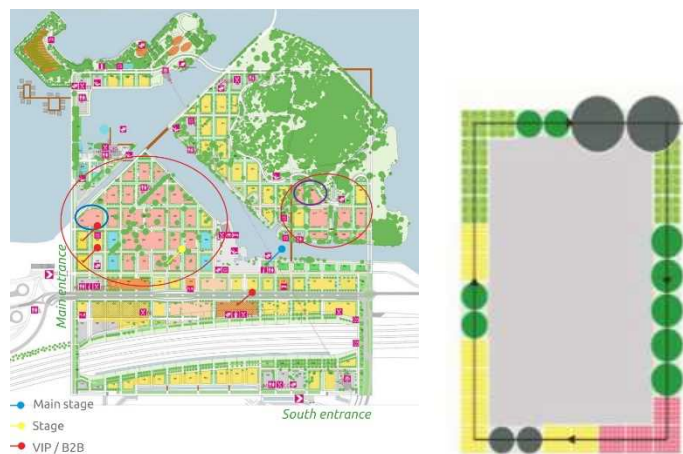 Main entrance
South entrance
Main stage
Stage
VIP / B2B